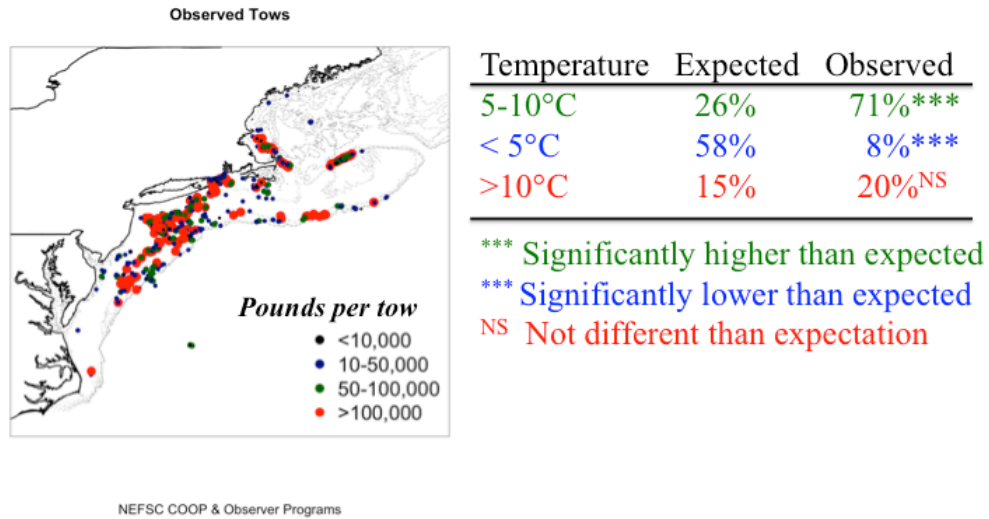 Observed Tows
Temperature Expected Observed
5-10°C 26% 71%***
< 5°C 58% 8%***
>10°C 15% 20%NS
*** Significantly higher than expected
*** Significantly lower than expected
NS Not different than expectation
Pounds per tow
<10,000
10-50,000
50-100,000
>100,000
NEFSC COOP & Observer Programs